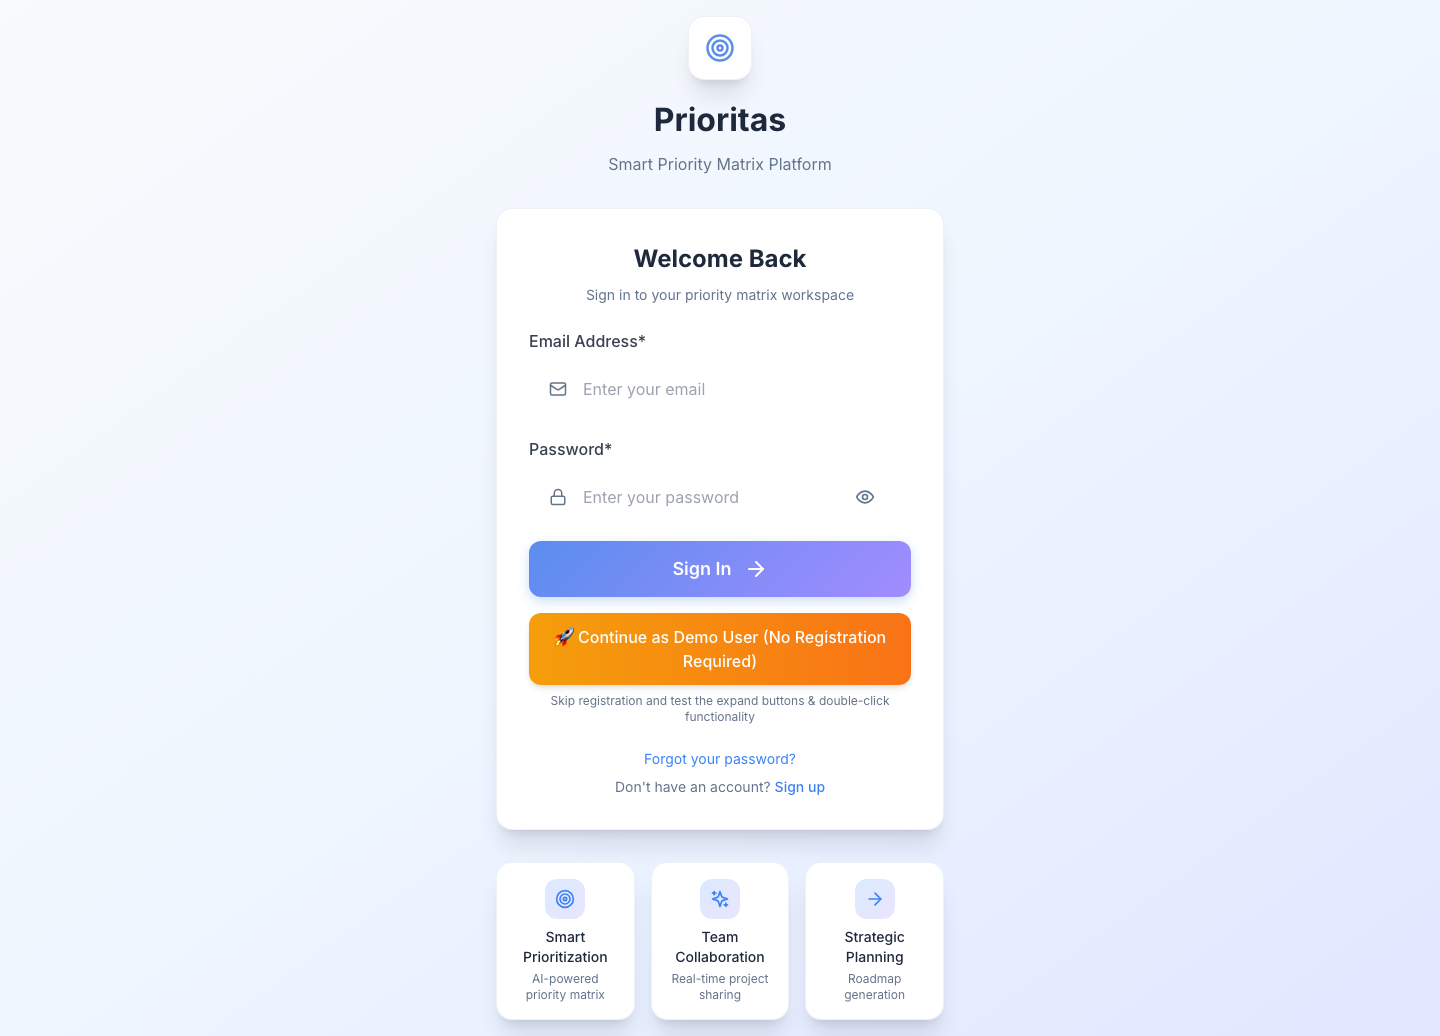 Prioritas
Smart Priority Matrix Platform
Welcome Back
Sign in to your priority matrix workspace
Email Address*
Enter your email
Password*
Enter your password
Sign In
🚀 Continue as Demo User (No Registration
Required)
Skip registration and test the expand buttons & double-click
functionality
Forgot your password?
Don't have an account? Sign up
Smart
Prioritization
AI-powered
priority matrix
Team
Collaboration
Real-time project
sharing
Strategic
Planning
Roadmap
generation